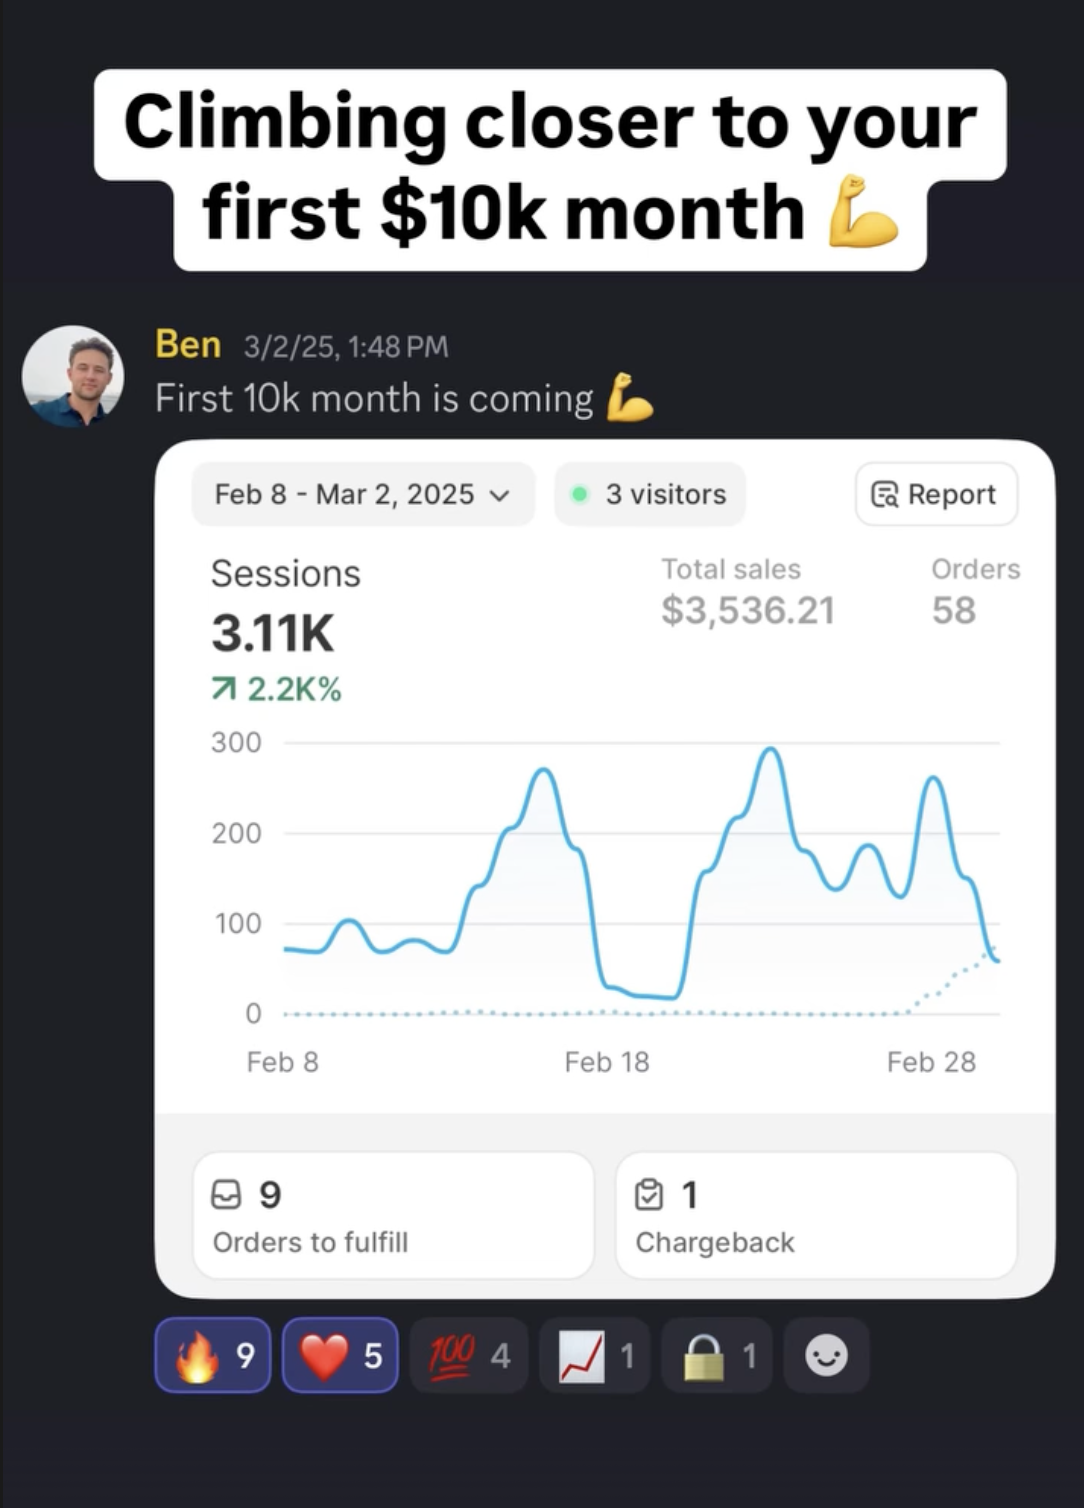 Climbing closer to your
first $10k month 💪
Ben 3/2/25, 1:48 PM
First 10k month is coming 💪
Feb 8 - Mar 2, 2025 3 visitors Report
Sessions Total sales Orders
3.11K $3,536.21 58
2.2K%
300
200
100
0
Feb 8 Feb 18 Feb 28
9 1
Orders to fulfill Chargeback
🔥 9 ❤️ 5 💯 4 📈 1 🔒 1